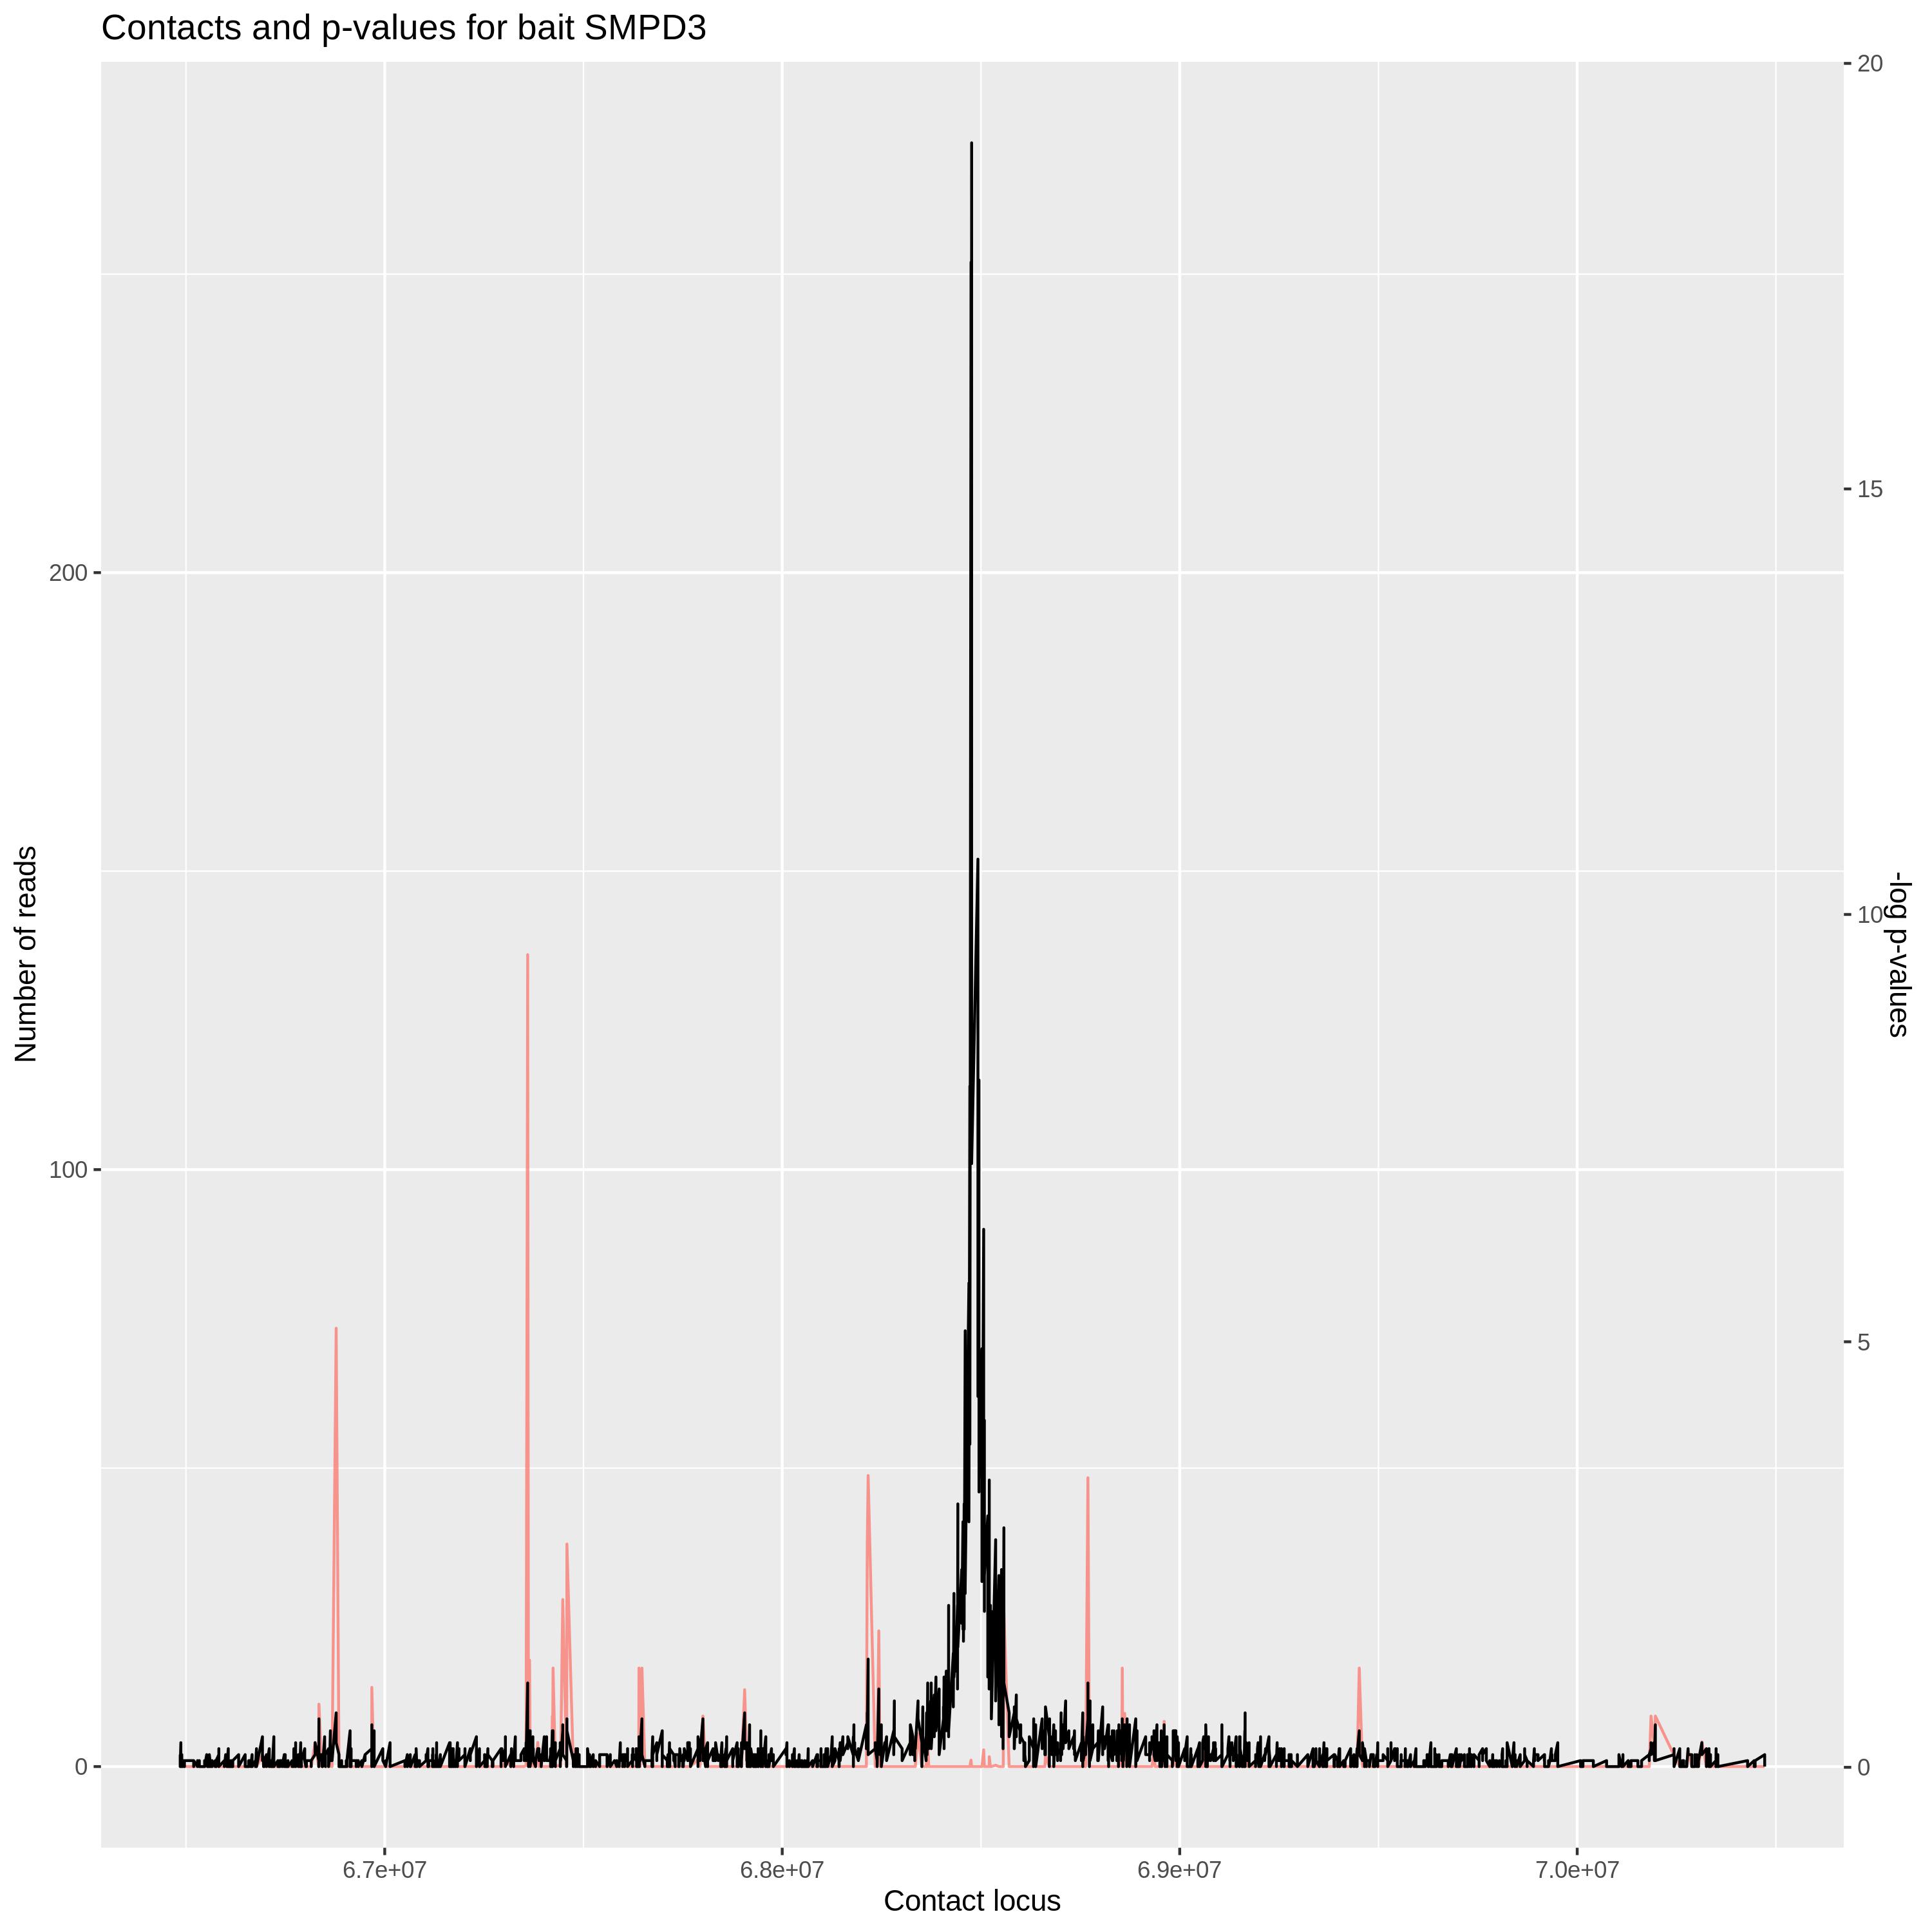 Contacts and p-values for bait SMPD3
Number of reads
200
100
0
20
15
10
5
0
-log p-values
6.7e+07 6.8e+07 6.9e+07 7.0e+07
Contact locus